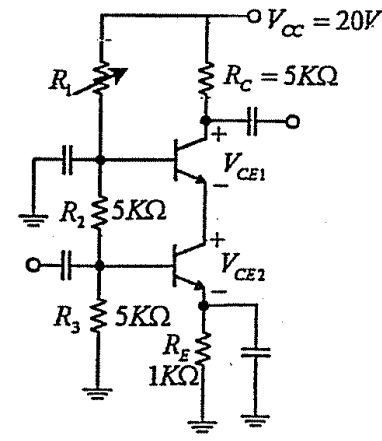 V_CC = 20V
R_1
R_C = 5KΩ
+
V_CE1
−
R_2 5KΩ
+
V_CE2
−
R_3 5KΩ
R_E
1KΩ